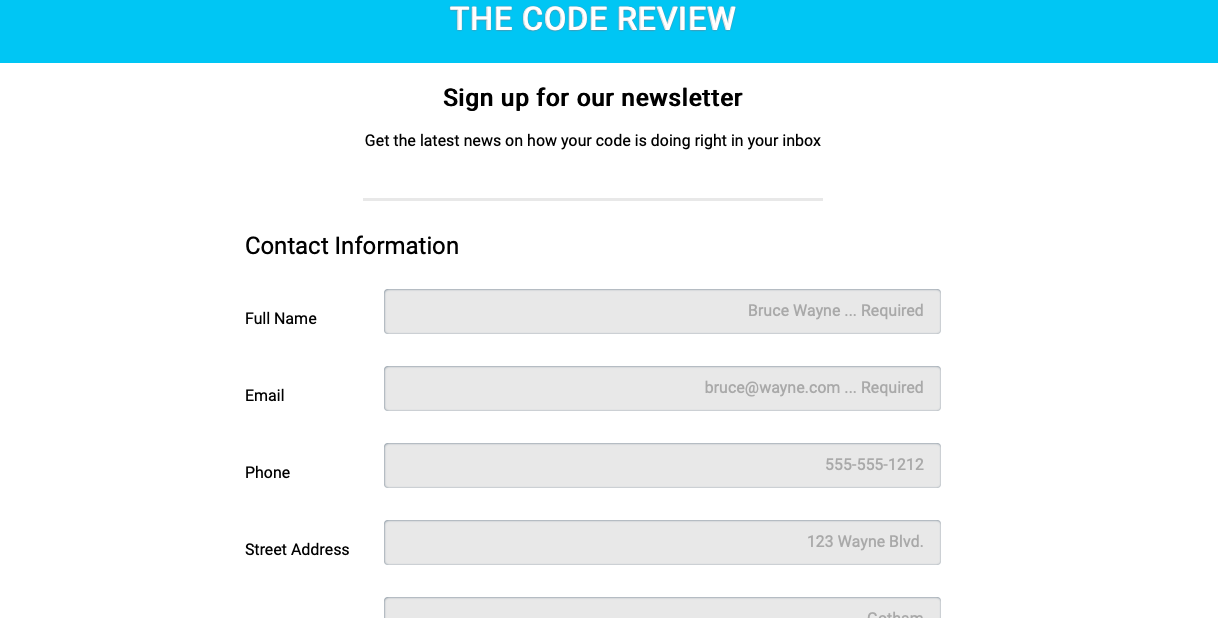 THE CODE REVIEW
Sign up for our newsletter
Get the latest news on how your code is doing right in your inbox
Contact Information
Full Name
Bruce Wayne ... Required
Email
bruce@wayne.com ... Required
Phone
555-555-1212
Street Address
123 Wayne Blvd.
Gotham